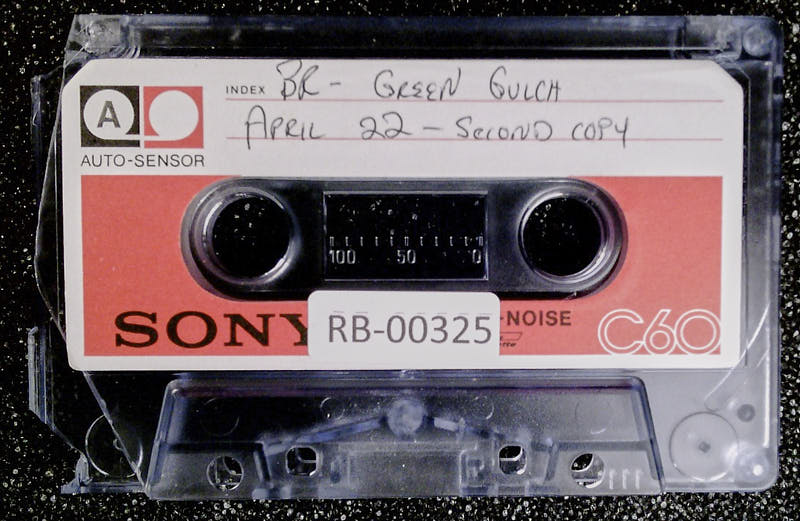 INDEX BR - GREEN GULCH
A APRIL 22 - SECOND COPY
AUTO-SENSOR
100 50 0
SONY -NOISE C60
RB-00325